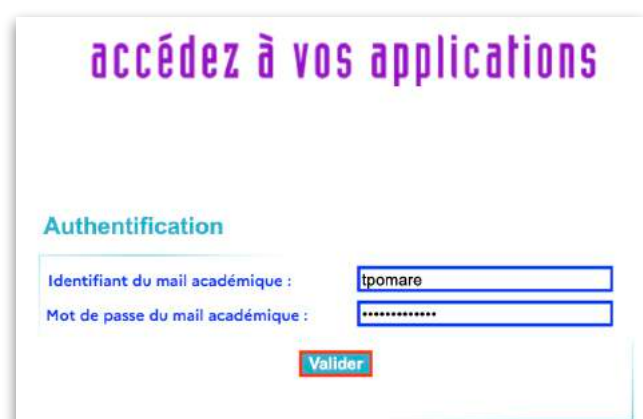 accédez à vos applications
Authentification
Identifiant du mail académique : tpomare
Mot de passe du mail académique : •••••••••••••
Valider